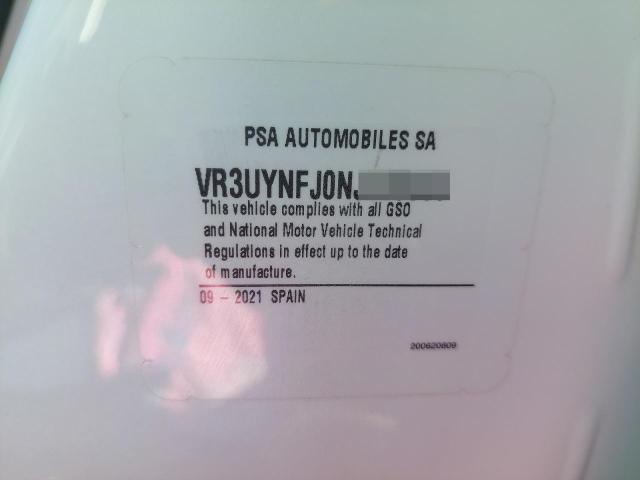 PSA AUTOMOBILES SA
VR3UYNFJ0NJ
This vehicle complies with all GSO
and National Motor Vehicle Technical
Regulations in effect up to the date
of manufacture.
09 - 2021 SPAIN
200620809